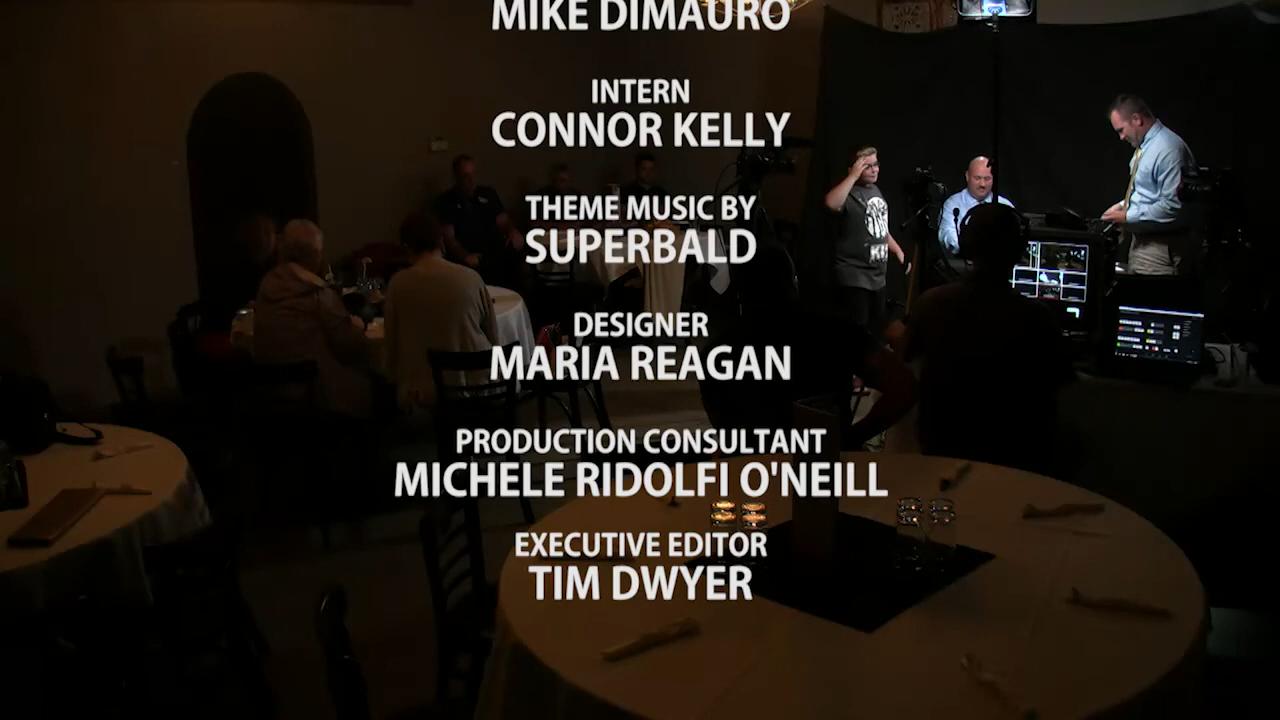 MIKE DIMAURO
INTERN
CONNOR KELLY
THEME MUSIC BY
SUPERBALD
DESIGNER
MARIA REAGAN
PRODUCTION CONSULTANT
MICHELE RIDOLFI O'NEILL
EXECUTIVE EDITOR
TIM DWYER